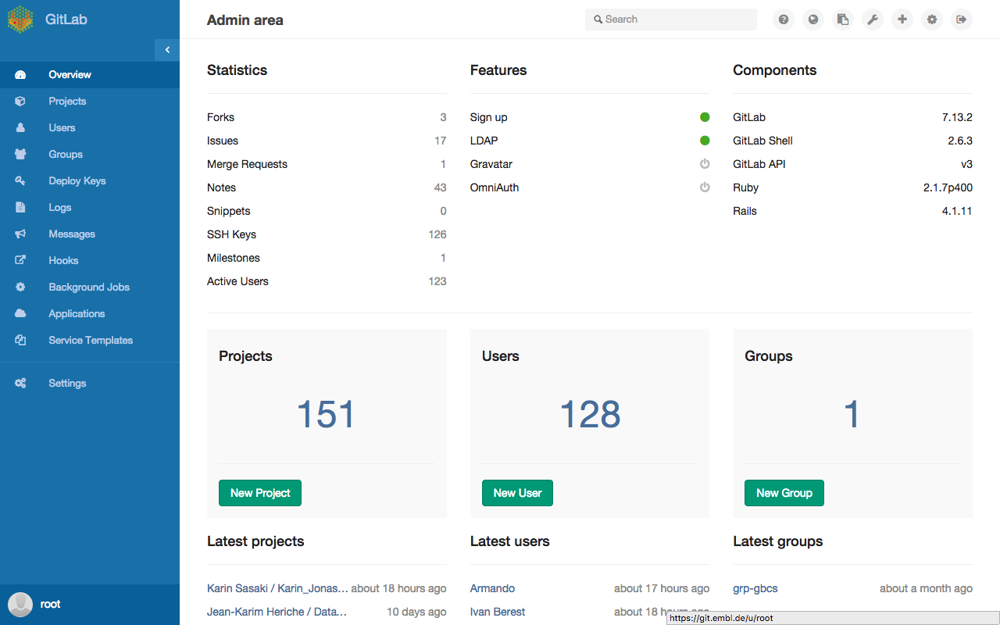 GitLab
Overview
Projects
Users
Groups
Deploy Keys
Logs
Messages
Hooks
Background Jobs
Applications
Service Templates
Settings
root
Admin area
Search
Statistics
Forks 3
Issues 17
Merge Requests 1
Notes 43
Snippets 0
SSH Keys 126
Milestones 1
Active Users 123
Features
Sign up
LDAP
Gravatar
OmniAuth
Components
GitLab 7.13.2
GitLab Shell 2.6.3
GitLab API v3
Ruby 2.1.7p400
Rails 4.1.11
Projects
151
New Project
Users
128
New User
Groups
1
New Group
Latest projects
Karin Sasaki / Karin_Jonas... about 18 hours ago
Jean-Karim Heriche / Data... 10 days ago
Latest users
Armando about 17 hours ago
Ivan Berest about 18 hours ago
Latest groups
grp-gbcs about a month ago
https://git.embl.de/u/root